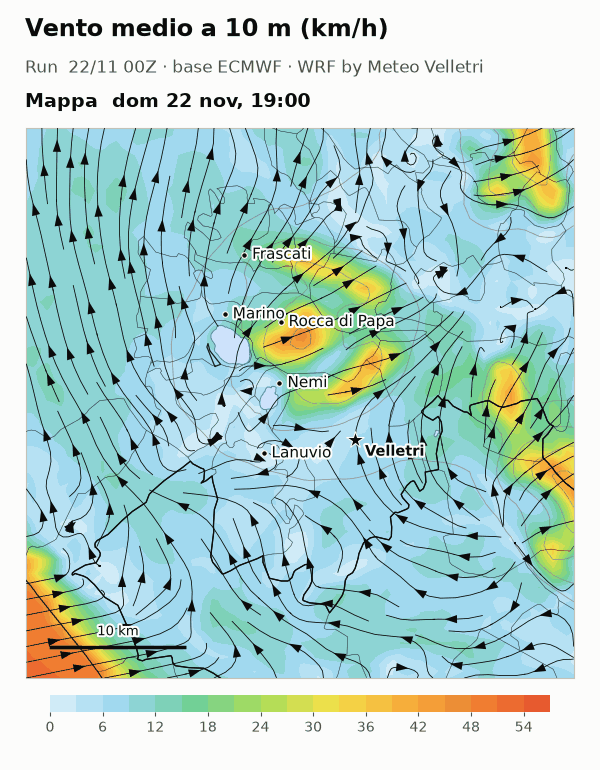 Vento medio a 10 m (km/h)
Run  22/11 00Z · base ECMWF · WRF by Meteo Velletri
Mappa  dom 22 nov, 19:00
Frascati
Marino
Rocca di Papa
Nemi
Velletri
Lanuvio
10 km
0 6 12 18 24 30 36 42 48 54